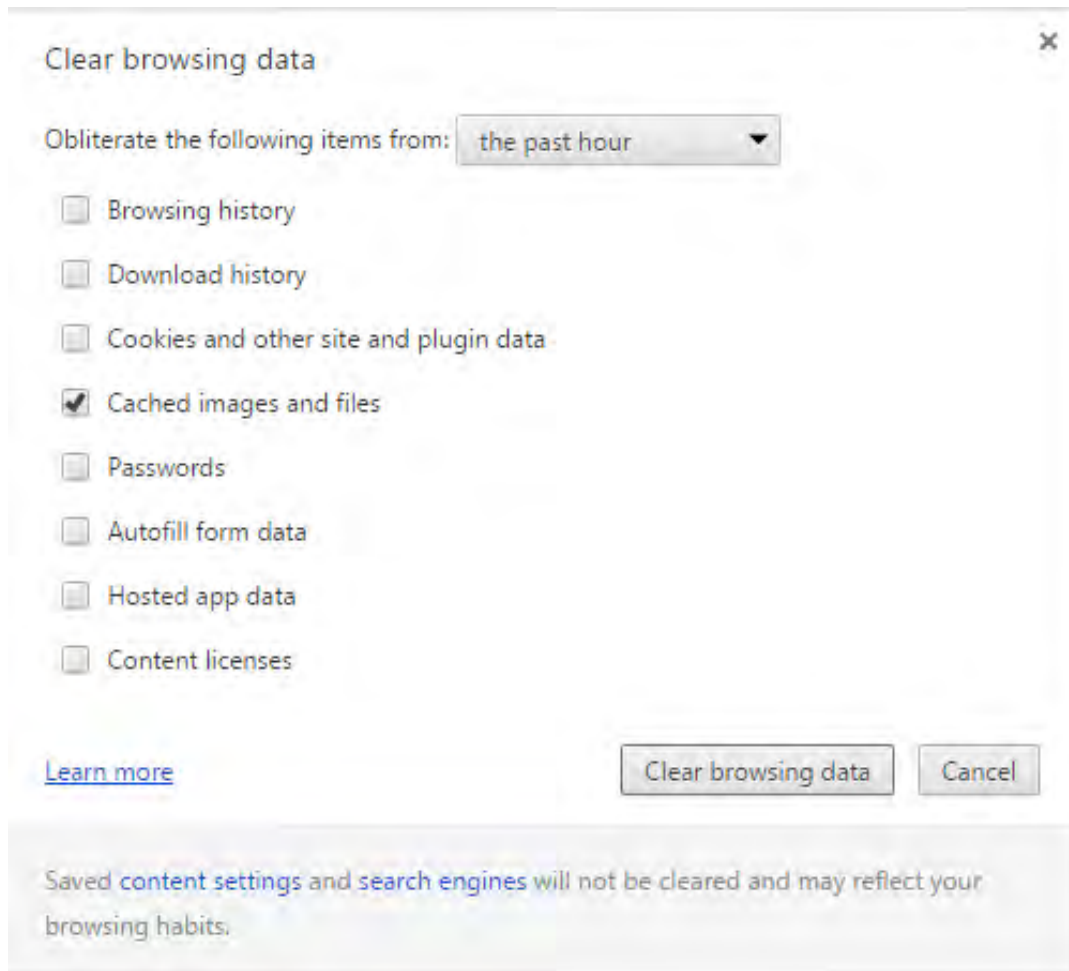 Clear browsing data
Obliterate the following items from: the past hour
Browsing history
Download history
Cookies and other site and plugin data
Cached images and files
Passwords
Autofill form data
Hosted app data
Content licenses
Learn more Clear browsing data Cancel
Saved content settings and search engines will not be cleared and may reflect your
browsing habits.